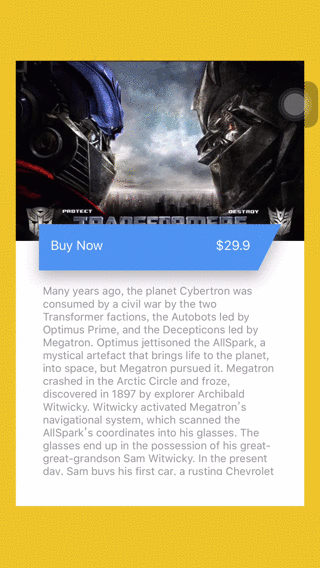 PROTECT DESTROY
TRANSFORMERS
Buy Now $29.9
Many years ago, the planet Cybertron was
consumed by a civil war by the two
Transformer factions, the Autobots led by
Optimus Prime, and the Decepticons led by
Megatron. Optimus jettisoned the AllSpark, a
mystical artefact that brings life to the planet,
into space, but Megatron pursued it. Megatron
crashed in the Arctic Circle and froze,
discovered in 1897 by explorer Archibald
Witwicky. Witwicky activated Megatron's
navigational system, which scanned the
AllSpark's coordinates into his glasses. The
glasses end up in the possession of his great-
great-grandson Sam Witwicky. In the present
day, Sam buys his first car, a rusting Chevrolet